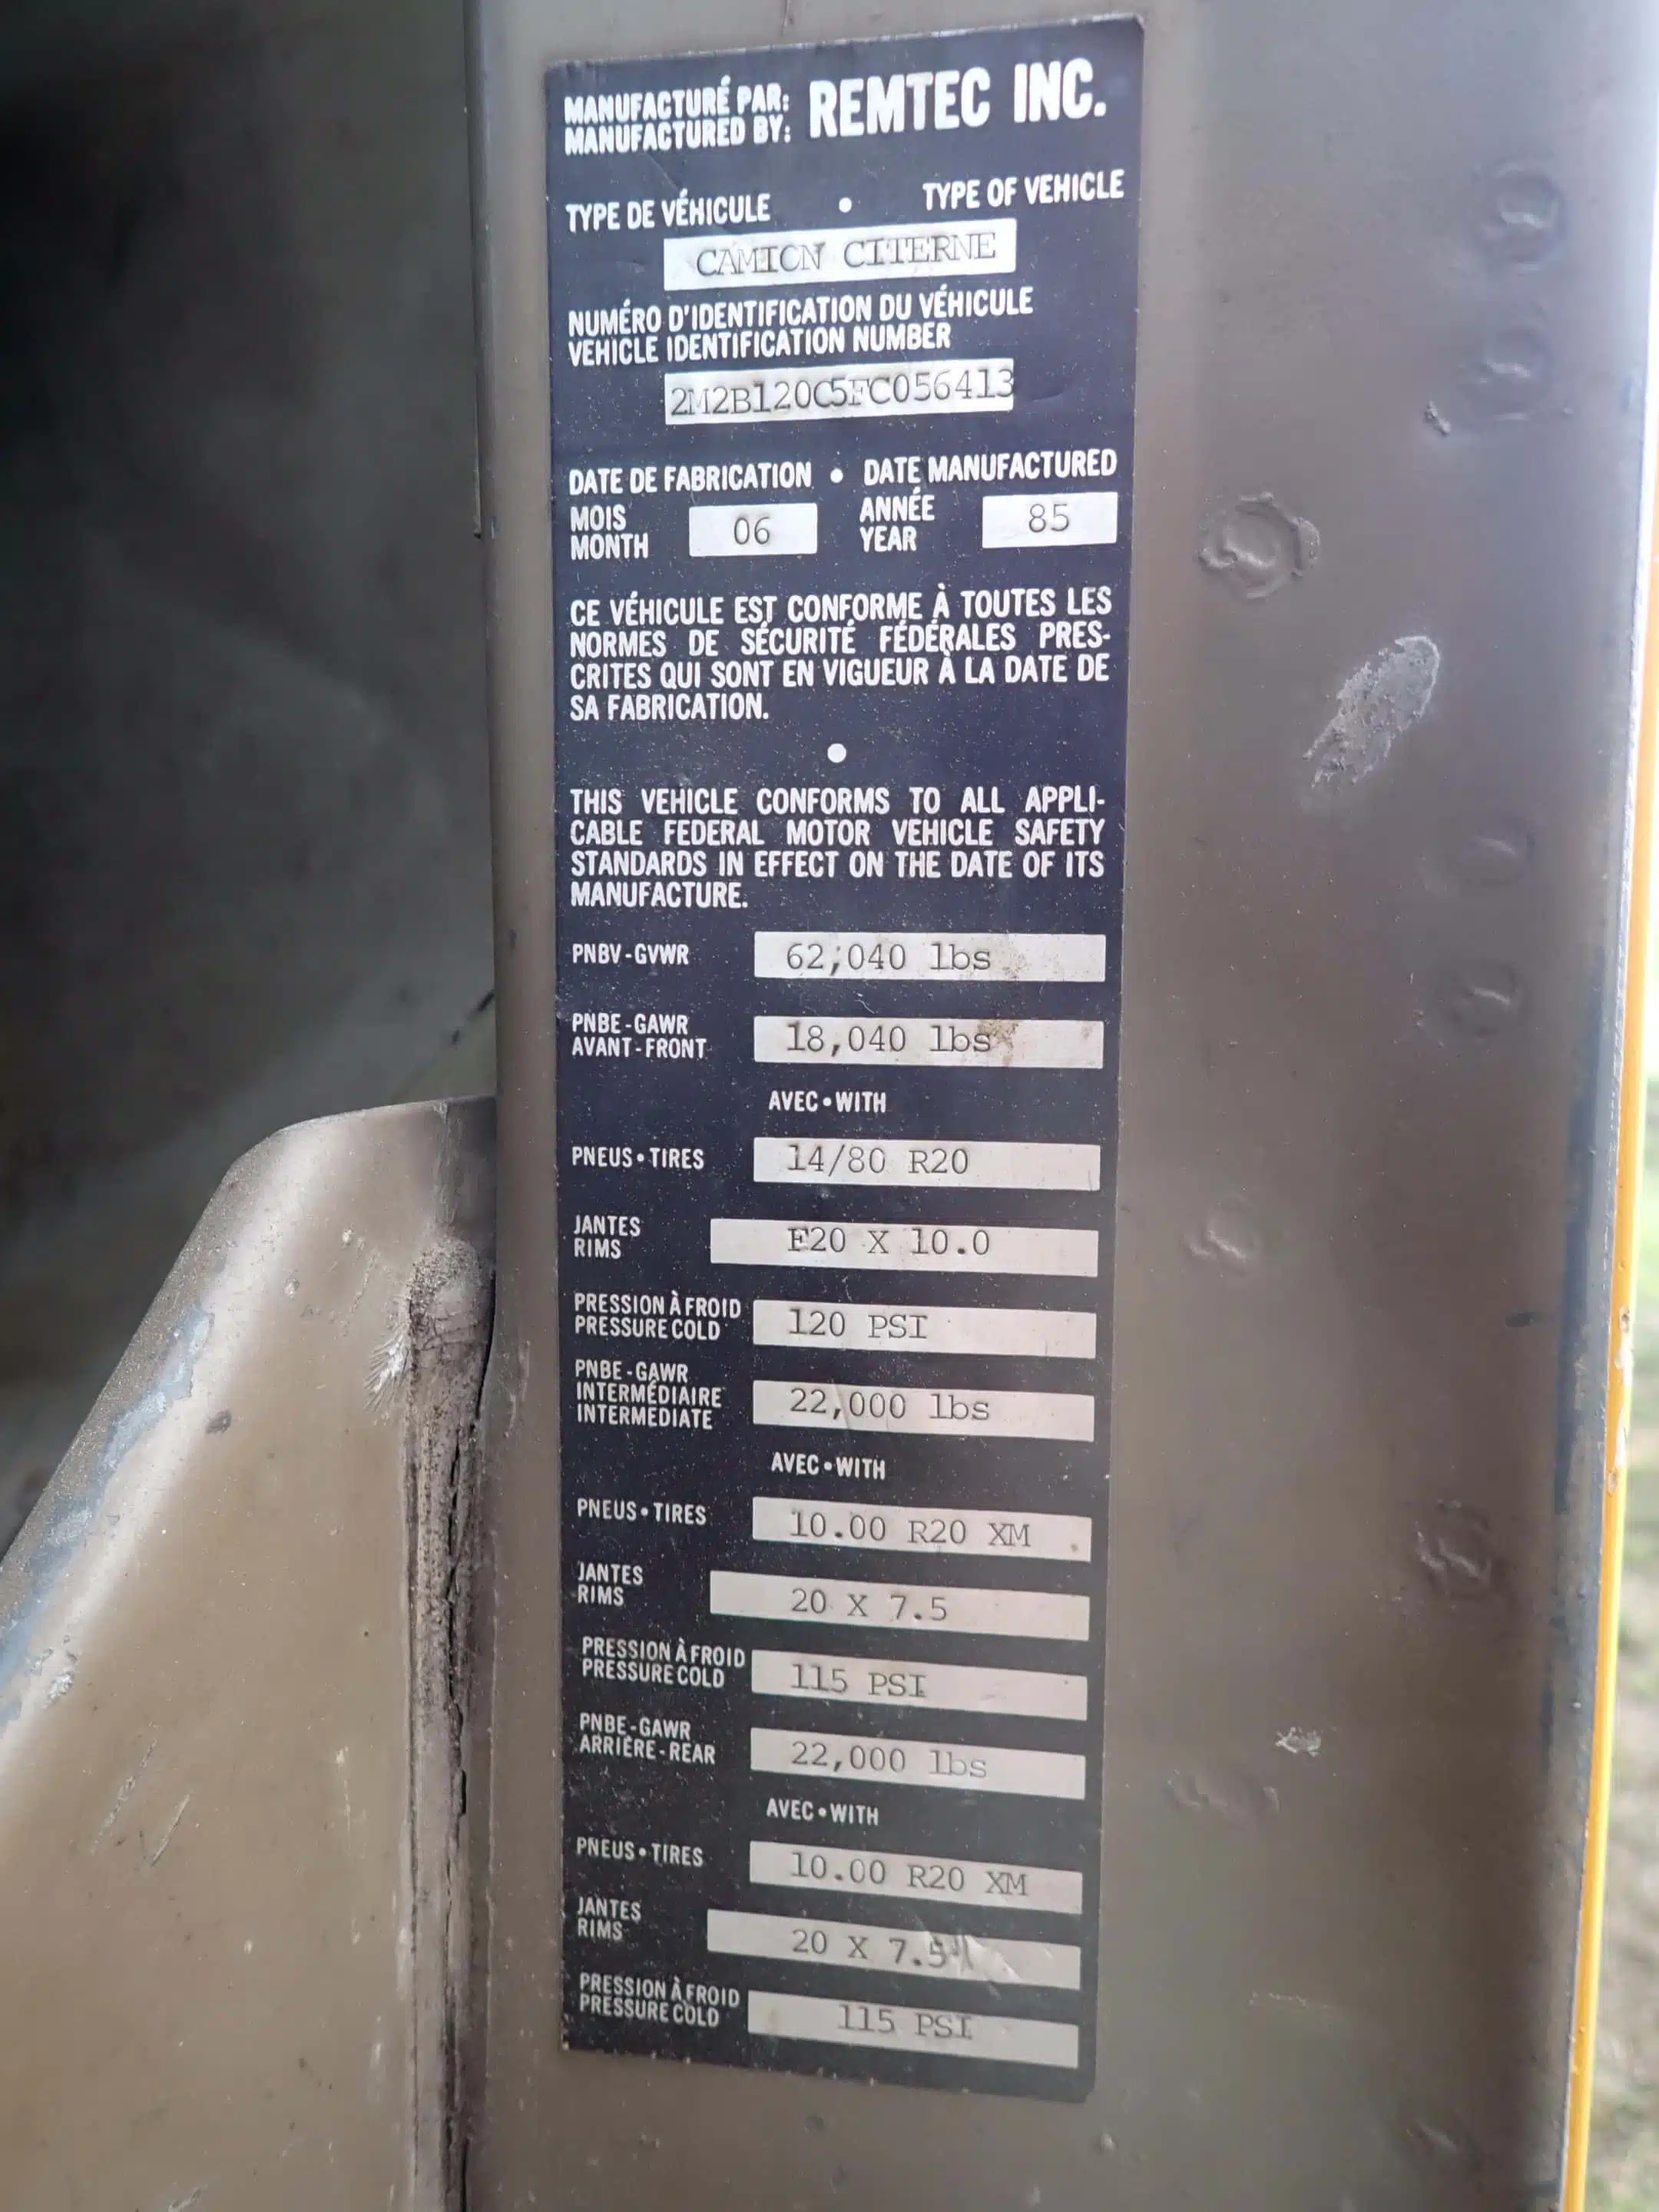 MANUFACTURÉ PAR:
MANUFACTURED BY: REMTEC INC.
TYPE DE VÉHICULE • TYPE OF VEHICLE
CAMION CITERNE
NUMÉRO D'IDENTIFICATION DU VÉHICULE
VEHICLE IDENTIFICATION NUMBER
2M2B120C5FC056413
DATE DE FABRICATION • DATE MANUFACTURED
MOIS
MONTH
06
ANNÉE
YEAR
85
CE VÉHICULE EST CONFORME À TOUTES LES
NORMES DE SÉCURITÉ FÉDÉRALES PRES-
CRITES QUI SONT EN VIGUEUR À LA DATE DE
SA FABRICATION.
•
THIS VEHICLE CONFORMS TO ALL APPLI-
CABLE FEDERAL MOTOR VEHICLE SAFETY
STANDARDS IN EFFECT ON THE DATE OF ITS
MANUFACTURE.
PNBV-GVWR 62,040 lbs
PNBE-GAWR
AVANT-FRONT
18,040 lbs
AVEC•WITH
PNEUS•TIRES 14/80 R20
JANTES
RIMS
E20 X 10.0
PRESSION À FROID
PRESSURE COLD
120 PSI
PNBE-GAWR
INTERMÉDIAIRE
INTERMEDIATE
22,000 lbs
AVEC•WITH
PNEUS•TIRES 10.00 R20 XM
JANTES
RIMS
20 X 7.5
PRESSION À FROID
PRESSURE COLD
115 PSI
PNBE-GAWR
ARRIÈRE-REAR
22,000 lbs
AVEC•WITH
PNEUS•TIRES 10.00 R20 XM
JANTES
RIMS
20 X 7.5
PRESSION À FROID
PRESSURE COLD
115 PSI